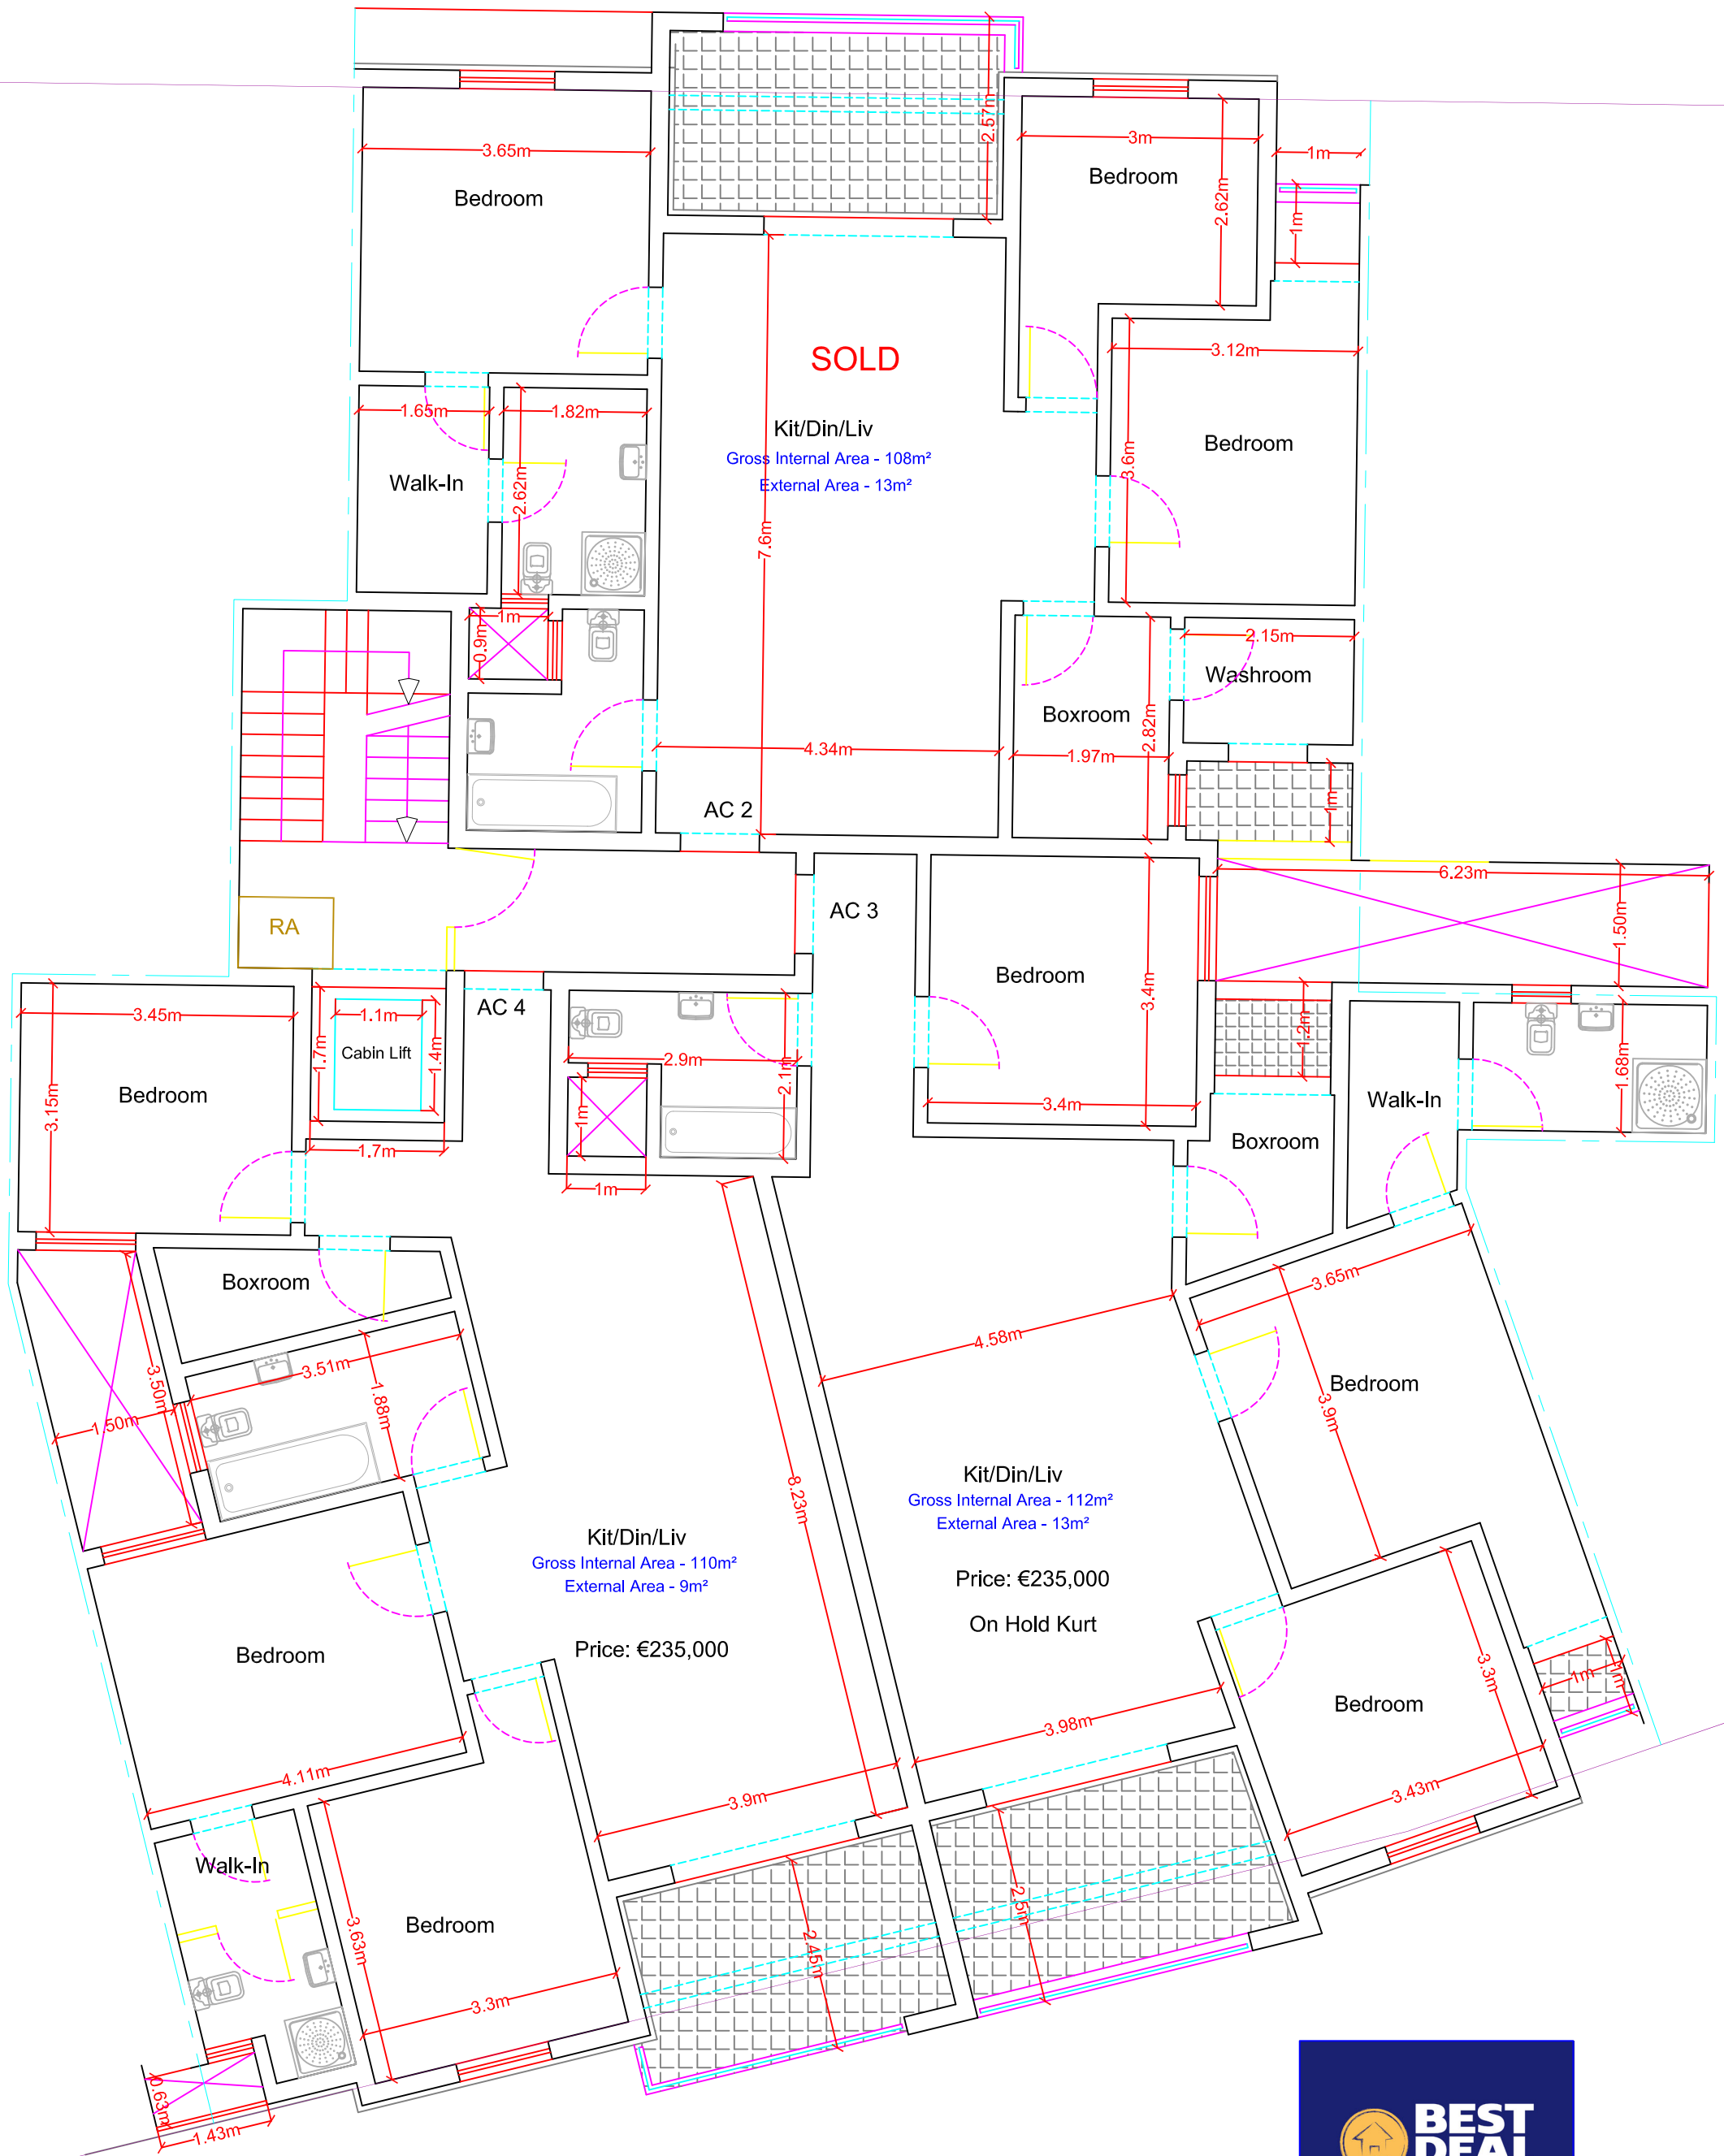 2.57m
3.65m
Bedroom
3m
Bedroom
1m
2.62m
1m
SOLD
3.12m
1.65m
1.82m
Kit/Din/Liv
Gross Internal Area - 108m²
External Area - 13m²
Bedroom
3.6m
Walk-In
2.62m
7.6m
1m
0.9m
2.15m
Washroom
Boxroom
2.82m
4.34m
1.97m
AC 2
1m
6.23m
AC 3
RA
1.50m
Bedroom
3.4m
AC 4
3.45m
1.1m
1.7m
Cabin Lift
1.4m
2.9m
2.1m
1.2m
1.68m
3.15m
Bedroom
1m
3.4m
Walk-In
1.7m
Boxroom
1m
Boxroom
3.65m
4.58m
3.51m
3.50m
1.88m
1.50m
Bedroom
3.9m
8.23m
Kit/Din/Liv
Gross Internal Area - 112m²
External Area - 13m²
Price: €235,000
On Hold Kurt
Kit/Din/Liv
Gross Internal Area - 110m²
External Area - 9m²
Price: €235,000
Bedroom
3.3m
1m
1m
Bedroom
3.98m
4.11m
3.9m
3.43m
Walk-In
Bedroom
3.63m
2.5m
2.45m
3.3m
0.63m
1.43m
BEST
DEAL